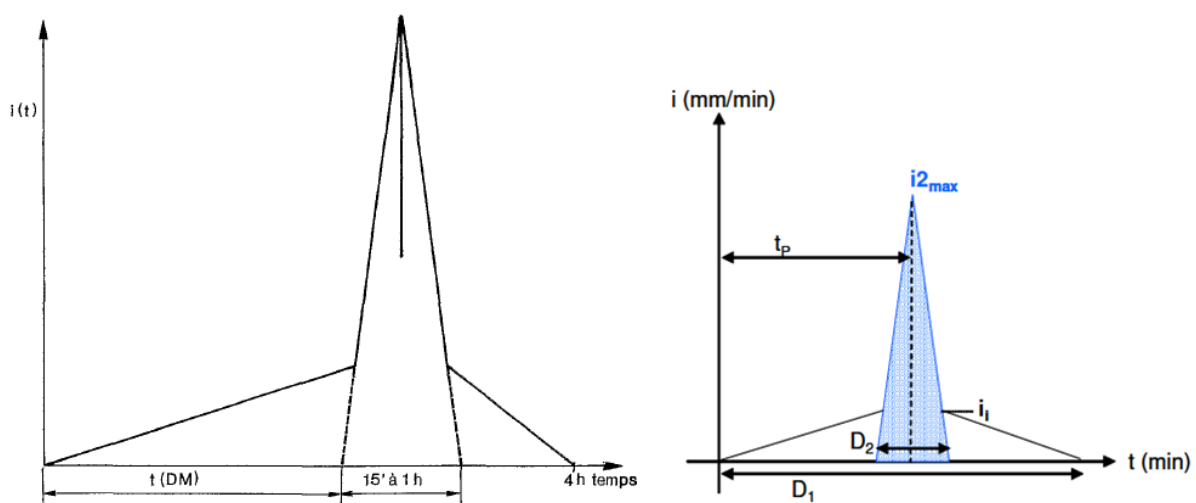 i(t)
t(DM)
15' à 1 h
4 h temps
i (mm/min)
i2max
tP
iI
D2
D1
t (min)